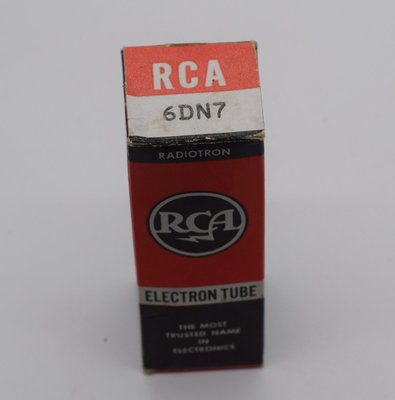 RCA
6DN7
RADIOTRON
RCA
ELECTRON TUBE
THE MOST
TRUSTED NAME
IN
ELECTRONICS